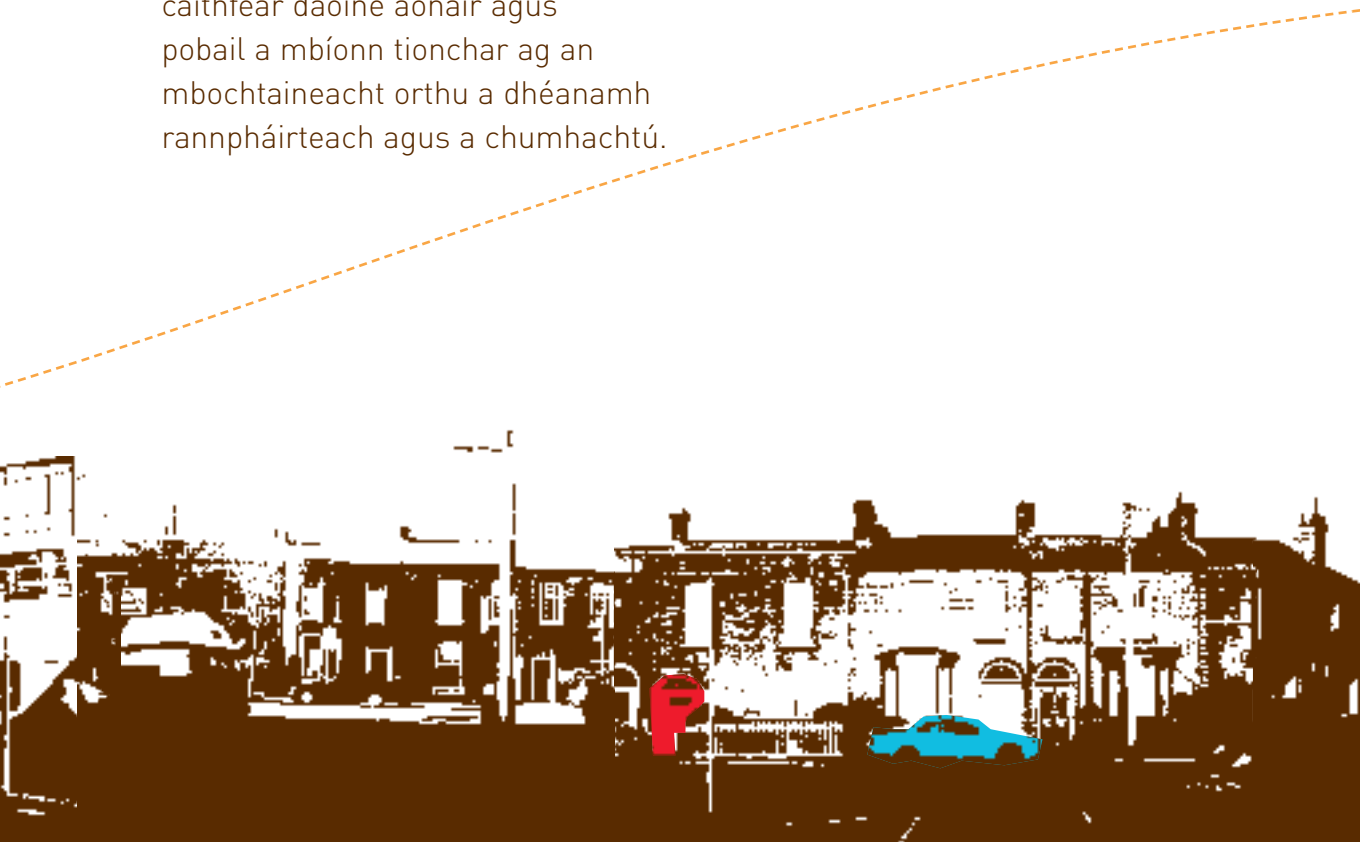 caithfear daoine aonair agus
pobail a mbíonn tionchar ag an
mbochtaineacht orthu a dhéanamh
rannpháirteach agus a chumhachtú.